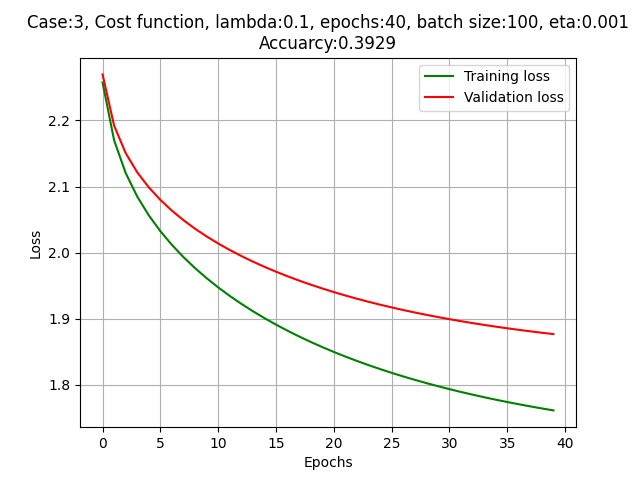 Case:3, Cost function, lambda:0.1, epochs:40, batch size:100, eta:0.001
Accuarcy:0.3929
Training loss
Validation loss
Loss
2.2
2.1
2.0
1.9
1.8
0 5 10 15 20 25 30 35 40
Epochs